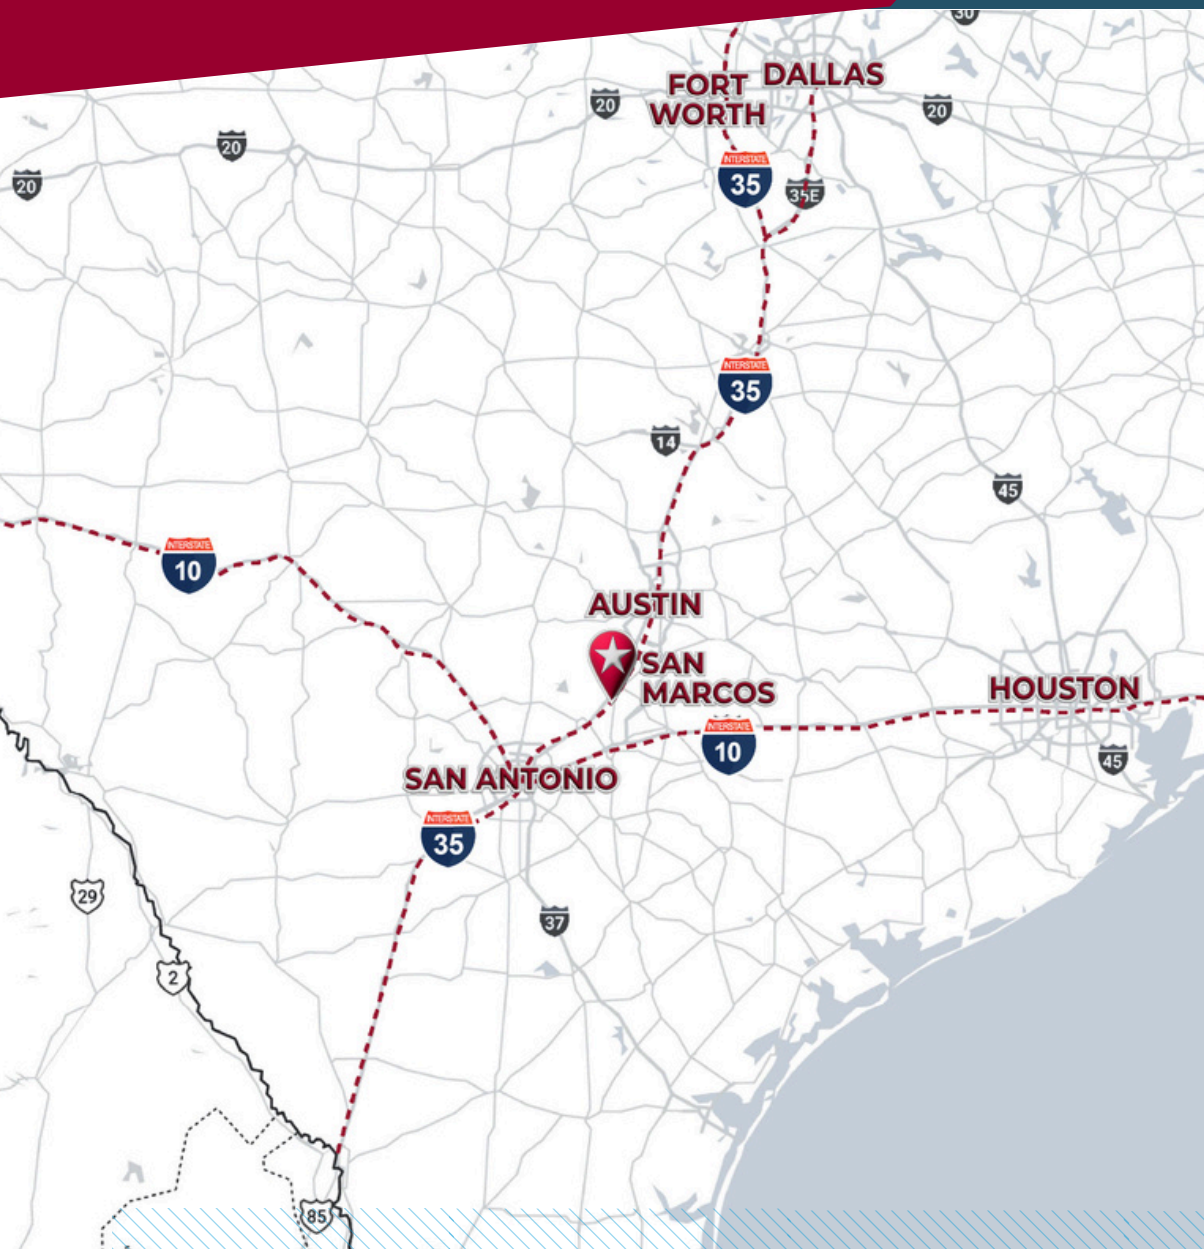 30
FORT
WORTH
DALLAS
20
20
20
20
INTERSTATE
35
35E
INTERSTATE
35
14
45
INTERSTATE
10
AUSTIN
SAN
MARCOS
HOUSTON
INTERSTATE
10
45
SAN ANTONIO
INTERSTATE
35
29
37
2
85